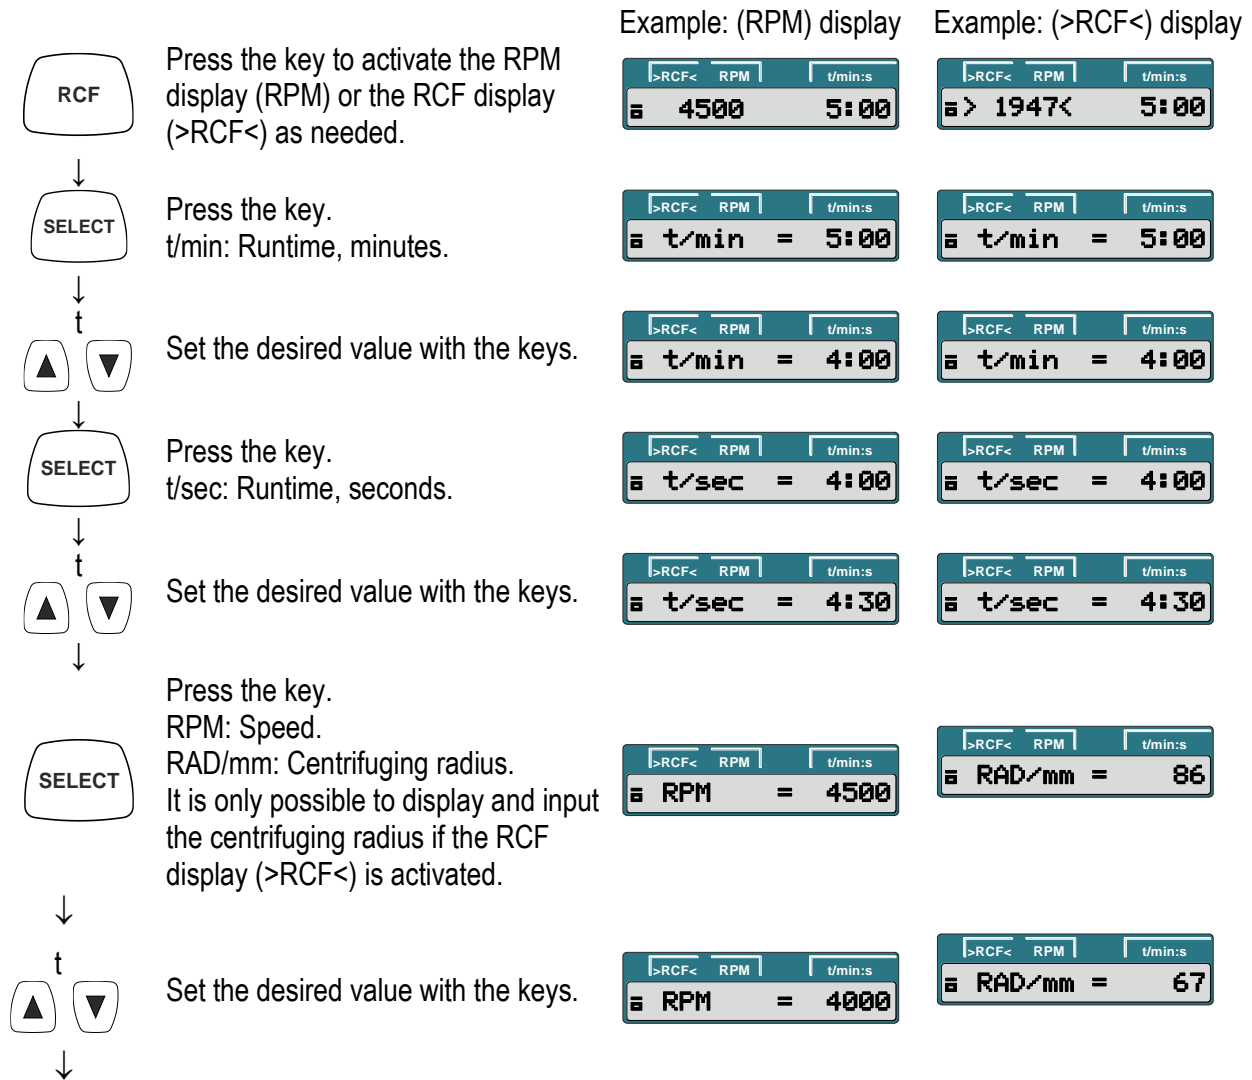 Example: (RPM) display Example: (>RCF<) display
RCF
Press the key to activate the RPM
display (RPM) or the RCF display
(>RCF<) as needed.
>RCF< RPM t/min:s
4500 5:00
>RCF< RPM t/min:s
> 1947< 5:00
↓
SELECT
Press the key.
t/min: Runtime, minutes.
>RCF< RPM t/min:s
t/min = 5:00
>RCF< RPM t/min:s
t/min = 5:00
↓
t
▲ ▼
Set the desired value with the keys.
>RCF< RPM t/min:s
t/min = 4:00
>RCF< RPM t/min:s
t/min = 4:00
↓
SELECT
Press the key.
t/sec: Runtime, seconds.
>RCF< RPM t/min:s
t/sec = 4:00
>RCF< RPM t/min:s
t/sec = 4:00
↓
t
▲ ▼
Set the desired value with the keys.
>RCF< RPM t/min:s
t/sec = 4:30
>RCF< RPM t/min:s
t/sec = 4:30
↓
SELECT
Press the key.
RPM: Speed.
RAD/mm: Centrifuging radius.
It is only possible to display and input
the centrifuging radius if the RCF
display (>RCF<) is activated.
>RCF< RPM t/min:s
RPM = 4500
>RCF< RPM t/min:s
RAD/mm = 86
↓
t
▲ ▼
Set the desired value with the keys.
>RCF< RPM t/min:s
RPM = 4000
>RCF< RPM t/min:s
RAD/mm = 67
↓